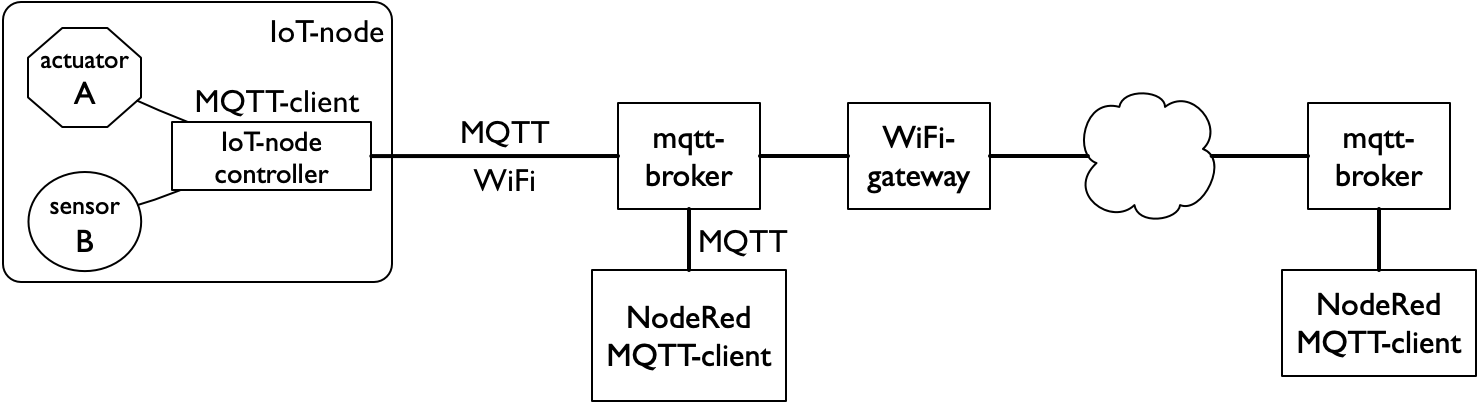 IoT-node
actuator
A
MQTT-client
IoT-node
controller
sensor
B
MQTT
WiFi
mqtt-
broker
MQTT
NodeRed
MQTT-client
WiFi-
gateway
mqtt-
broker
NodeRed
MQTT-client